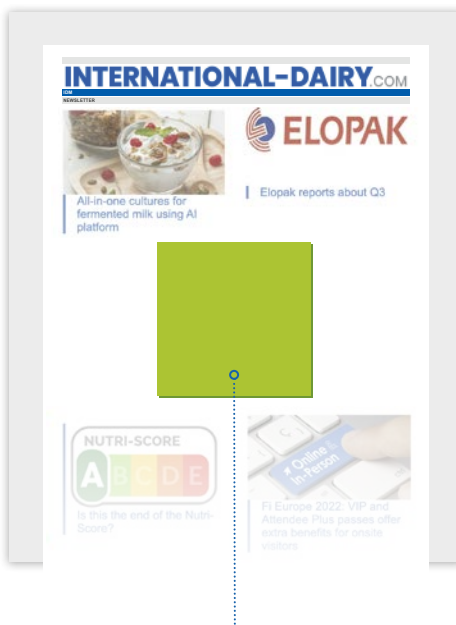 INTERNATIONAL-DAIRY.COM
IDM
NEWSLETTER
ELOPAK
All-in-one cultures for
fermented milk using AI
platform
Elopak reports about Q3
NUTRI-SCORE
A B C D E
Is this the end of the Nutri-
Score?
Online &
In-Person
Fi Europe 2022: VIP and
Attendee Plus passes offer
extra benefits for onsite
visitors